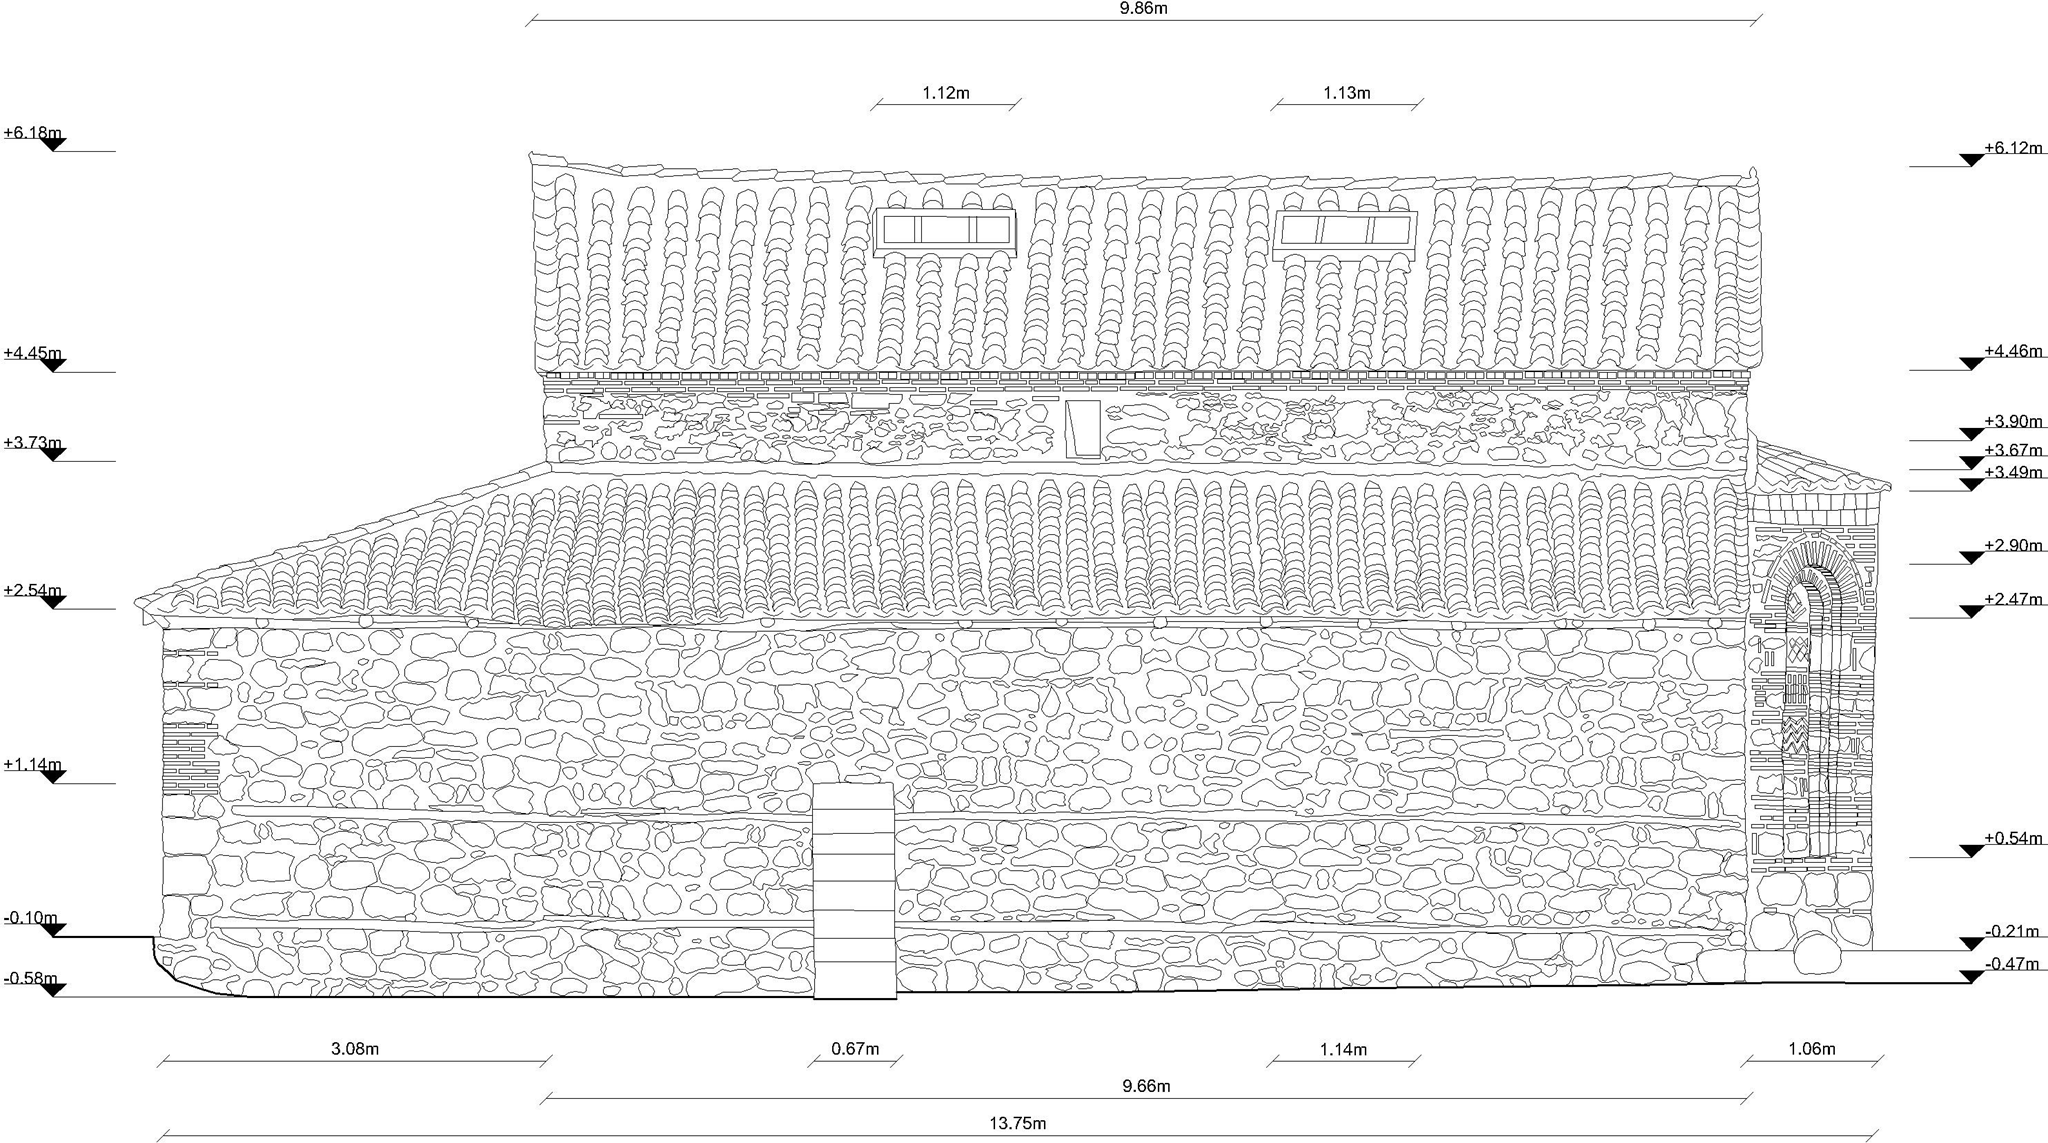 9.86m
1.12m 1.13m
+6.18m
+6.12m
+4.45m
+4.46m
+3.90m
+3.73m
+3.67m
+3.49m
+2.90m
+2.54m
+2.47m
+1.14m
+0.54m
-0.10m
-0.21m
-0.47m
-0.58m
3.08m 0.67m 1.14m 1.06m
9.66m
13.75m